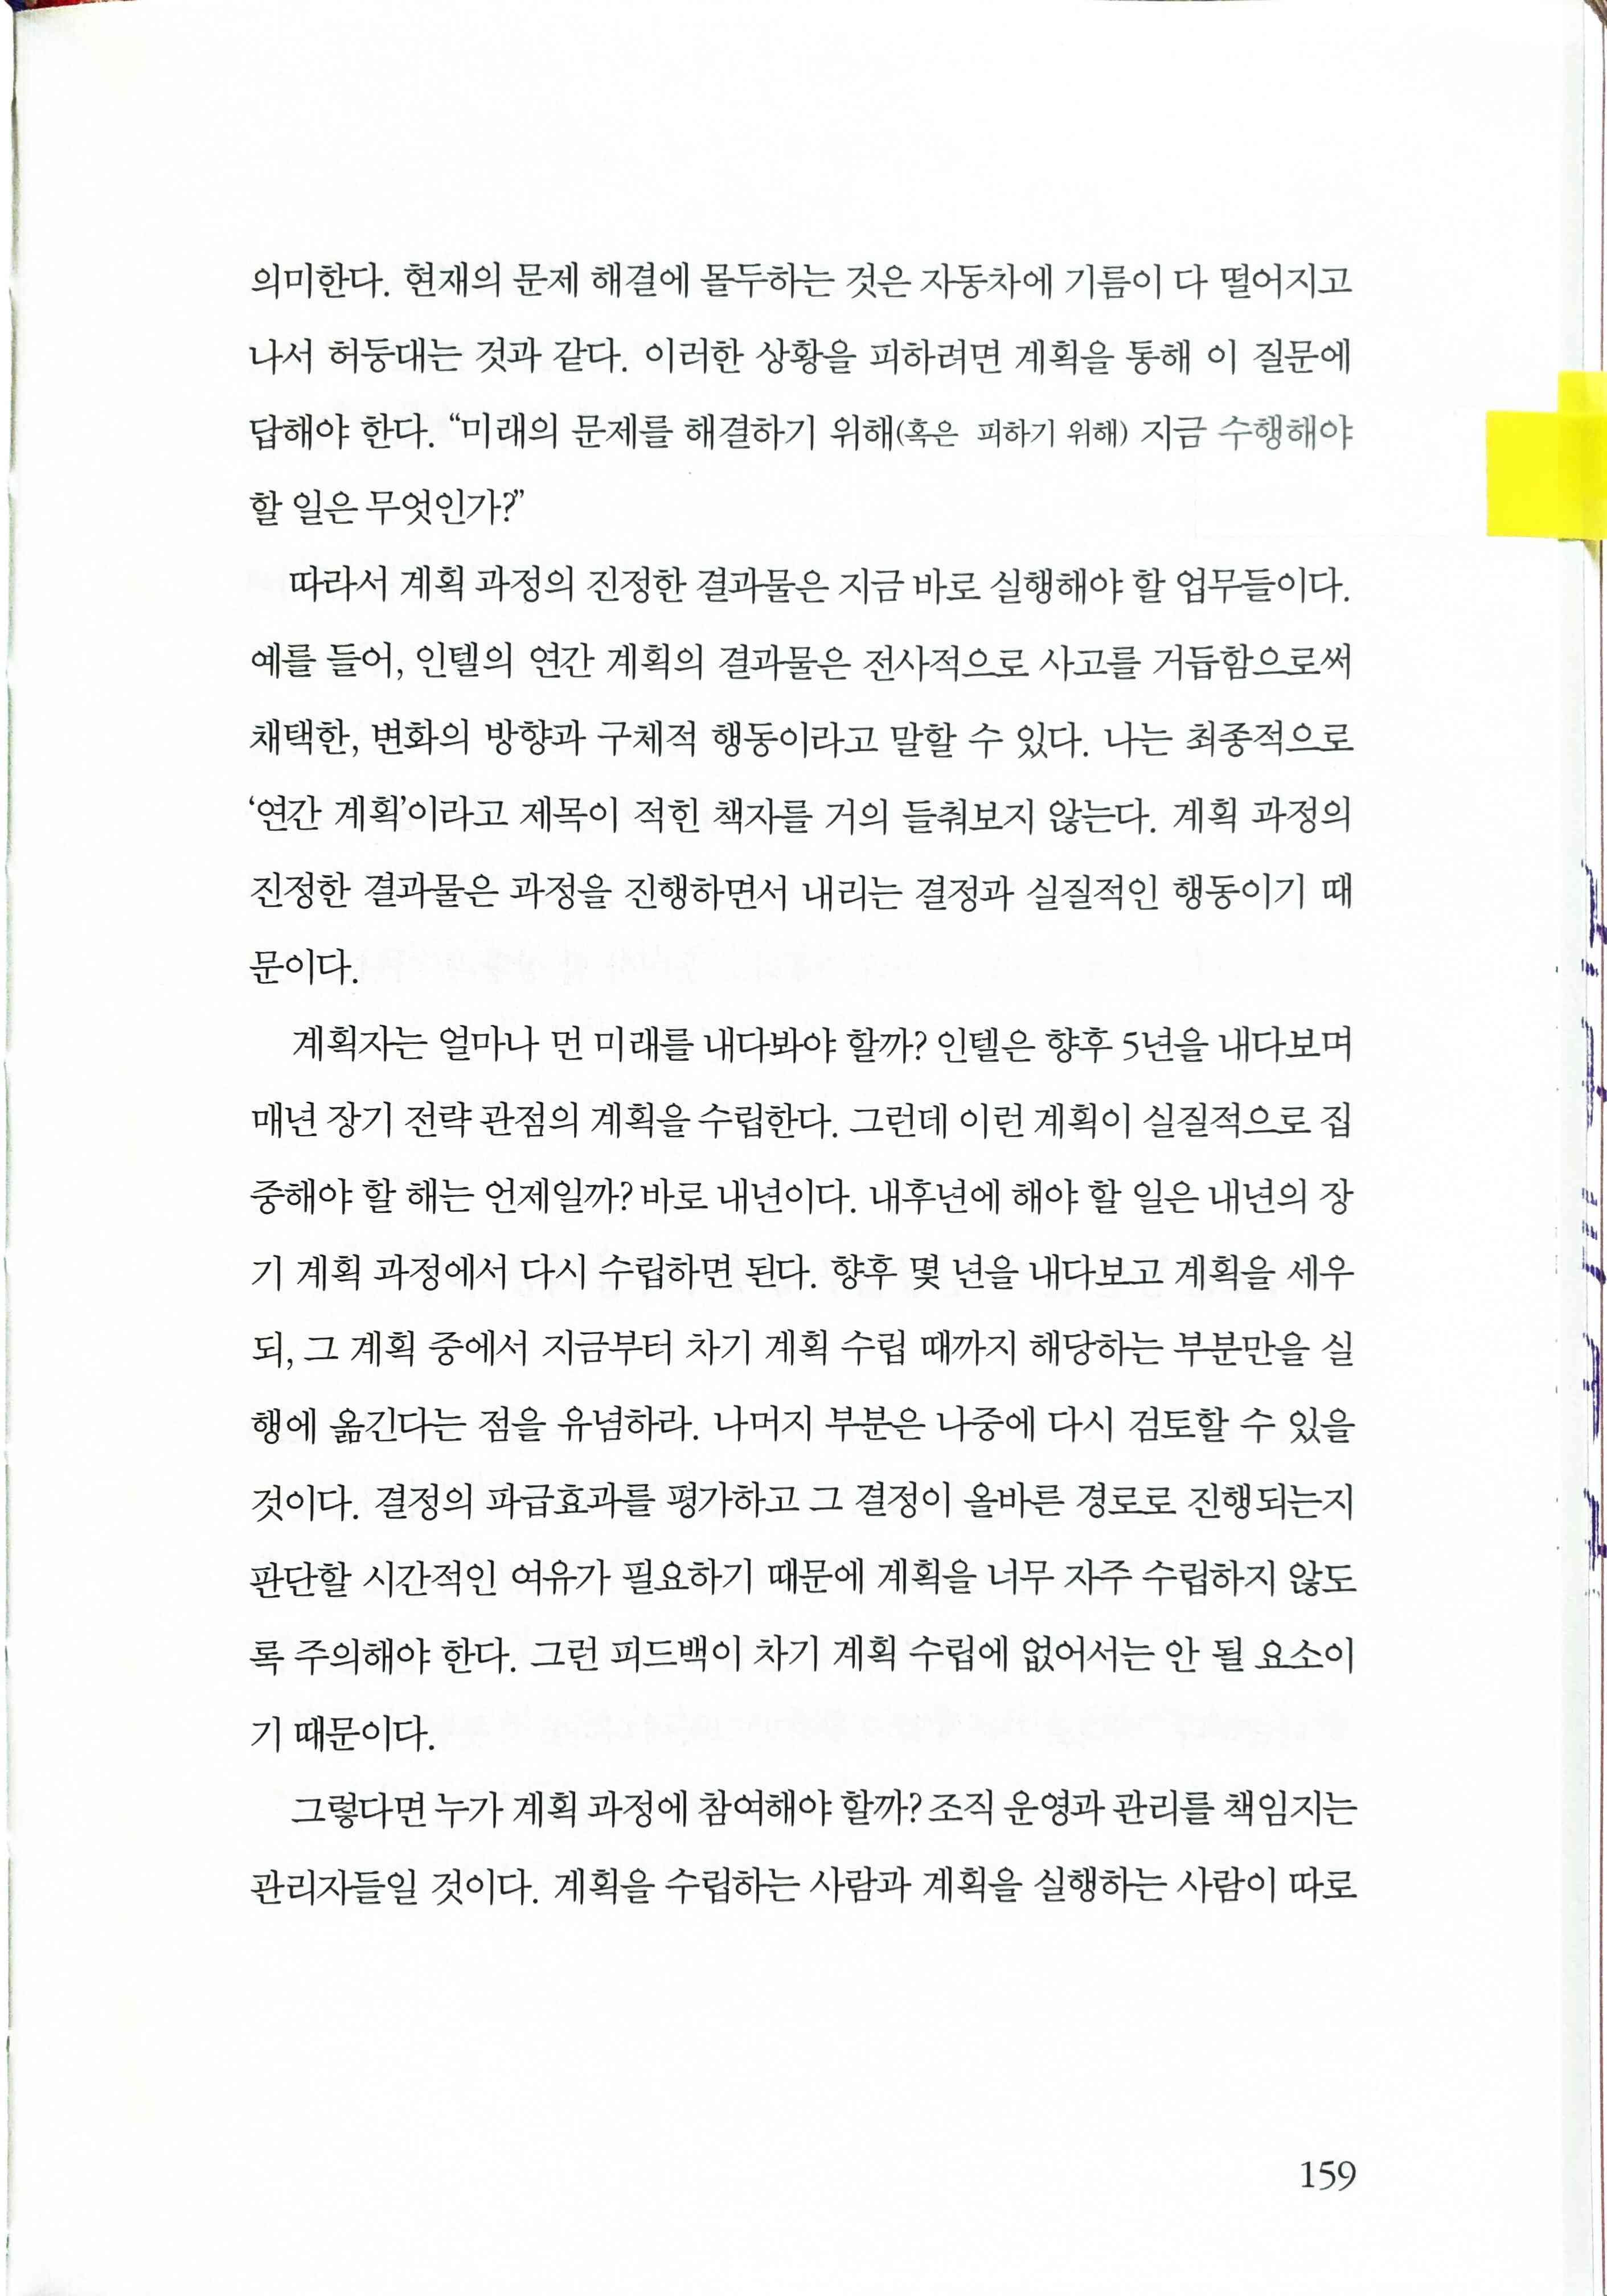 의미한다. 현재의 문제 해결에 몰두하는 것은 자동차에 기름이 다 떨어지고
나서 허둥대는 것과 같다. 이러한 상황을 피하려면 계획을 통해 이 질문에
답해야 한다. “미래의 문제를 해결하기 위해(혹은 피하기 위해) 지금 수행해야
할 일은 무엇인가?”
따라서 계획 과정의 진정한 결과물은 지금 바로 실행해야 할 업무들이다.
예를 들어, 인텔의 연간 계획의 결과물은 전사적으로 사고를 거듭함으로써
채택한, 변화의 방향과 구체적 행동이라고 말할 수 있다. 나는 최종적으로
‘연간 계획’이라고 제목이 적힌 책자를 거의 들춰보지 않는다. 계획 과정의
진정한 결과물은 과정을 진행하면서 내리는 결정과 실질적인 행동이기 때
문이다.
계획자는 얼마나 먼 미래를 내다봐야 할까? 인텔은 향후 5년을 내다보며
매년 장기 전략 관점의 계획을 수립한다. 그런데 이런 계획이 실질적으로 집
중해야 할 해는 언제일까? 바로 내년이다. 내후년에 해야 할 일은 내년의 장
기 계획 과정에서 다시 수립하면 된다. 향후 몇 년을 내다보고 계획을 세우
되, 그 계획 중에서 지금부터 차기 계획 수립 때까지 해당하는 부분만을 실
행에 옮긴다는 점을 유념하라. 나머지 부분은 나중에 다시 검토할 수 있을
것이다. 결정의 파급효과를 평가하고 그 결정이 올바른 경로로 진행되는지
판단할 시간적인 여유가 필요하기 때문에 계획을 너무 자주 수립하지 않도
록 주의해야 한다. 그런 피드백이 차기 계획 수립에 없어서는 안 될 요소이
기 때문이다.
그렇다면 누가 계획 과정에 참여해야 할까? 조직 운영과 관리를 책임지는
관리자들일 것이다. 계획을 수립하는 사람과 계획을 실행하는 사람이 따로
159